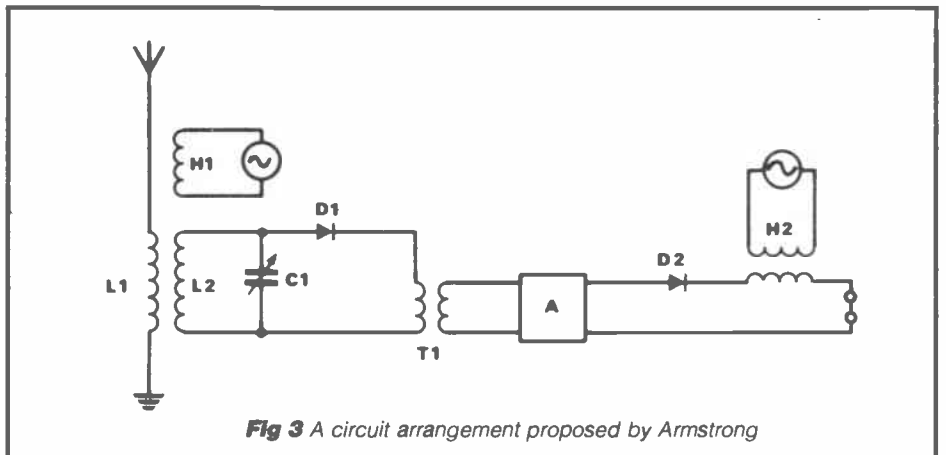 H1
D1
H2
D2
L1
L2
C1
A
T1
Fig 3 A circuit arrangement proposed by Armstrong